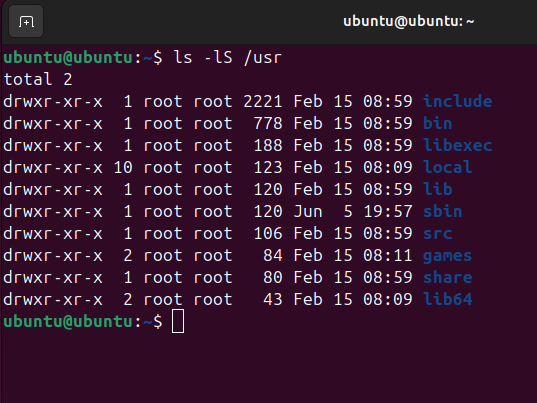 ubuntu@ubuntu: ~
ubuntu@ubuntu:~$ ls -lS /usr
total 2
drwxr-xr-x  1 root root 2221 Feb 15 08:59 include
drwxr-xr-x  1 root root  778 Feb 15 08:59 bin
drwxr-xr-x  1 root root  188 Feb 15 08:59 libexec
drwxr-xr-x 10 root root  123 Feb 15 08:09 local
drwxr-xr-x  1 root root  120 Feb 15 08:59 lib
drwxr-xr-x  1 root root  120 Jun  5 19:57 sbin
drwxr-xr-x  1 root root  106 Feb 15 08:59 src
drwxr-xr-x  2 root root   84 Feb 15 08:11 games
drwxr-xr-x  1 root root   80 Feb 15 08:59 share
drwxr-xr-x  2 root root   43 Feb 15 08:09 lib64
ubuntu@ubuntu:~$